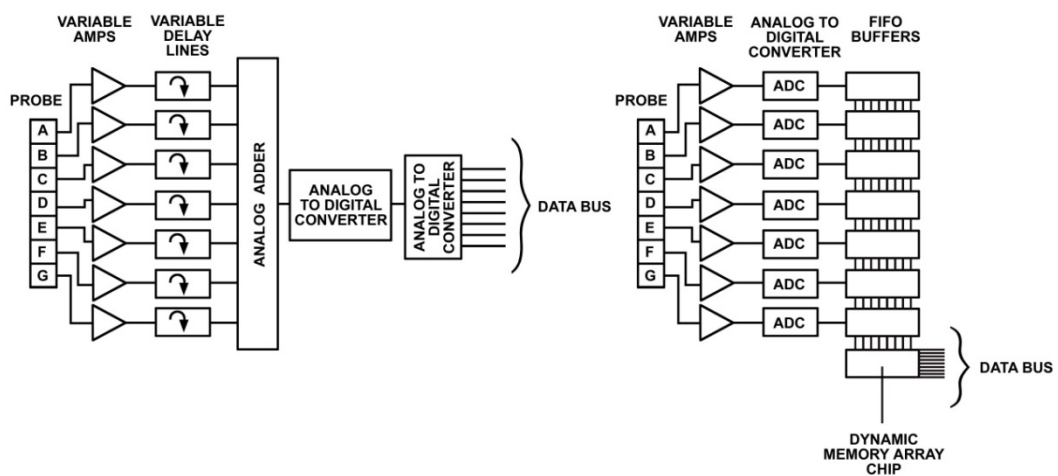 VARIABLE
AMPS
VARIABLE
DELAY
LINES
PROBE
A
B
C
D
E
F
G
ANALOG ADDER
ANALOG
TO DIGITAL
CONVERTER
ANALOG TO
DIGITAL
CONVERTER
DATA BUS
VARIABLE
AMPS
ANALOG TO
DIGITAL
CONVERTER
FIFO
BUFFERS
PROBE
A
B
C
D
E
F
G
ADC
ADC
ADC
ADC
ADC
ADC
ADC
DATA BUS
DYNAMIC
MEMORY ARRAY
CHIP